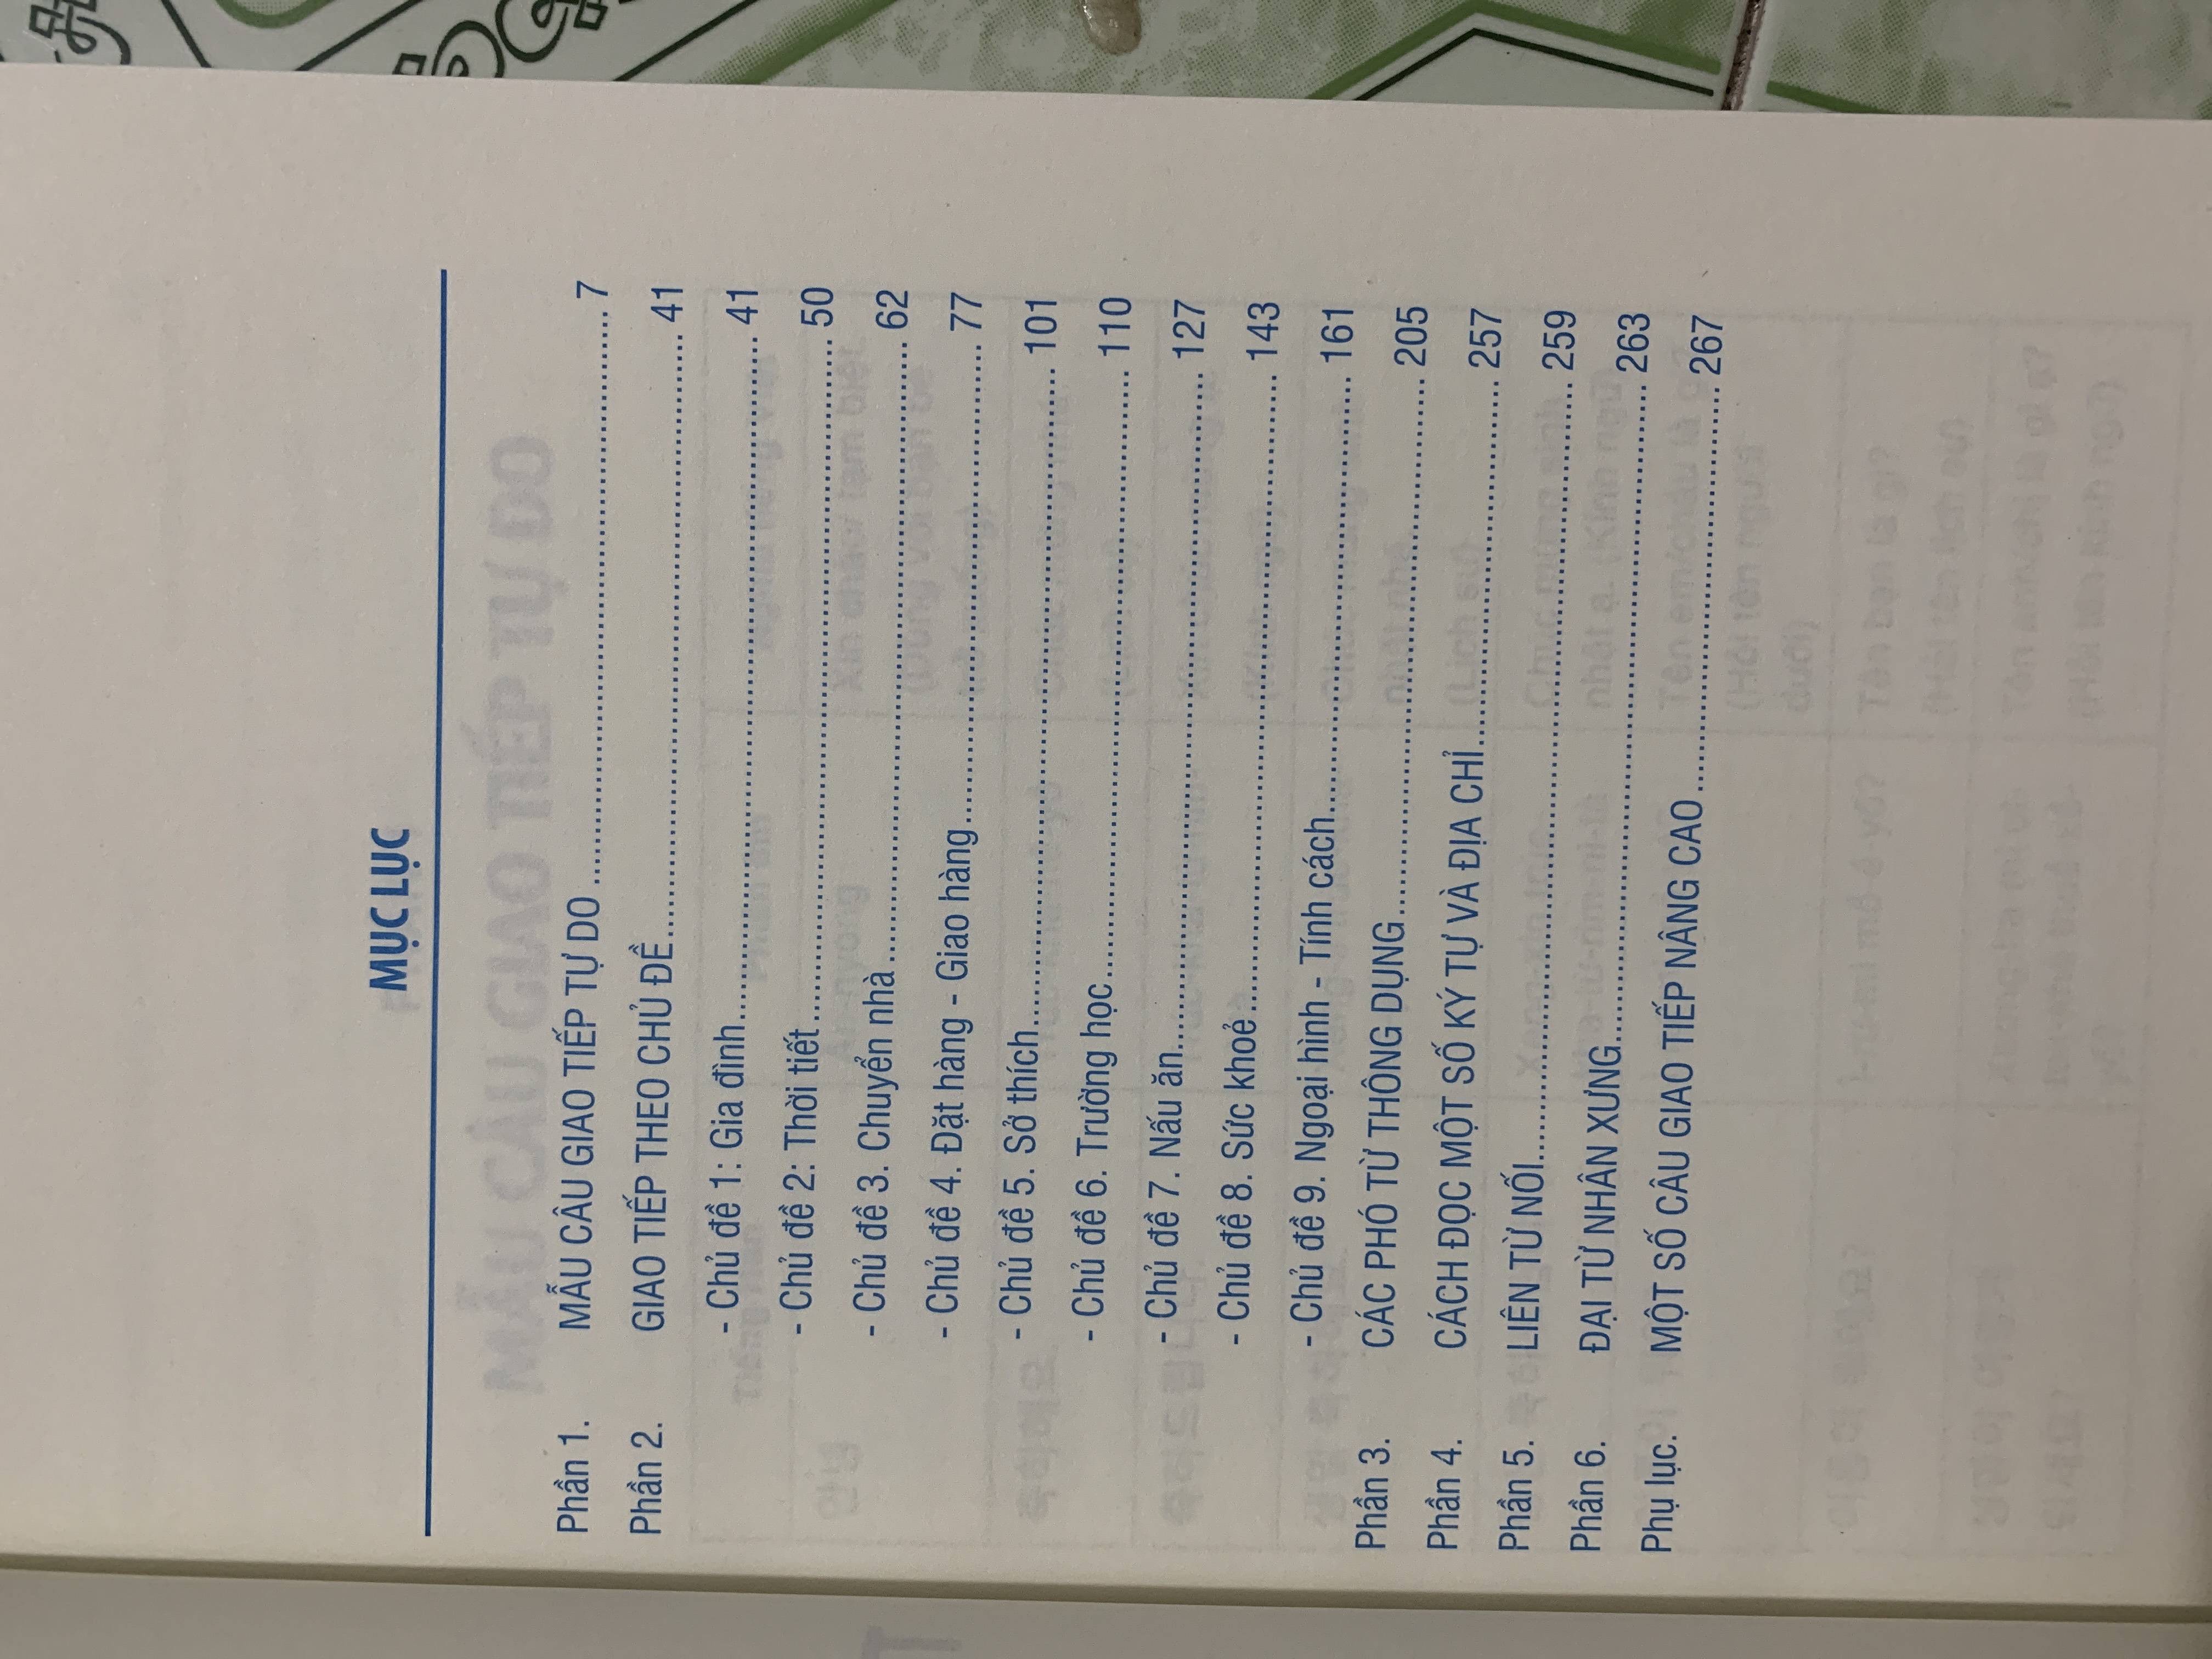 MỤC LỤC
Phần 1. MẪU CÂU GIAO TIẾP TỰ DO 7
Phần 2. GIAO TIẾP THEO CHỦ ĐỀ 41
- Chủ đề 1: Gia đình 41
- Chủ đề 2: Thời tiết 50
- Chủ đề 3. Chuyển nhà 62
- Chủ đề 4. Đặt hàng - Giao hàng 77
- Chủ đề 5. Sở thích 101
- Chủ đề 6. Trường học 110
- Chủ đề 7. Nấu ăn 127
- Chủ đề 8. Sức khoẻ 143
- Chủ đề 9. Ngoại hình - Tính cách 161
Phần 3. CÁC PHÓ TỪ THÔNG DỤNG 205
Phần 4. CÁCH ĐỌC MỘT SỐ KÝ TỰ VÀ ĐỊA CHỈ 257
Phần 5. LIÊN TỪ NỐI 259
Phần 6. ĐẠI TỪ NHÂN XƯNG 263
Phụ lục. MỘT SỐ CÂU GIAO TIẾP NÂNG CAO 267